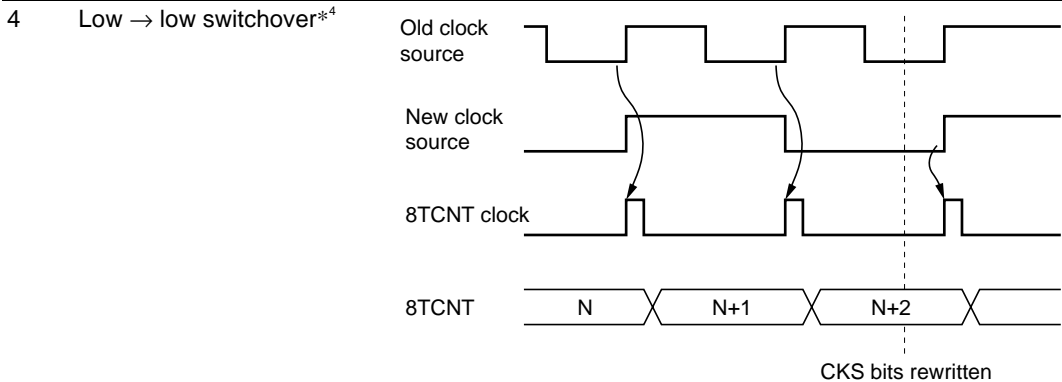 4 Low → low switchover*⁴
Old clock
source
New clock
source
8TCNT clock
8TCNT N N+1 N+2
CKS bits rewritten